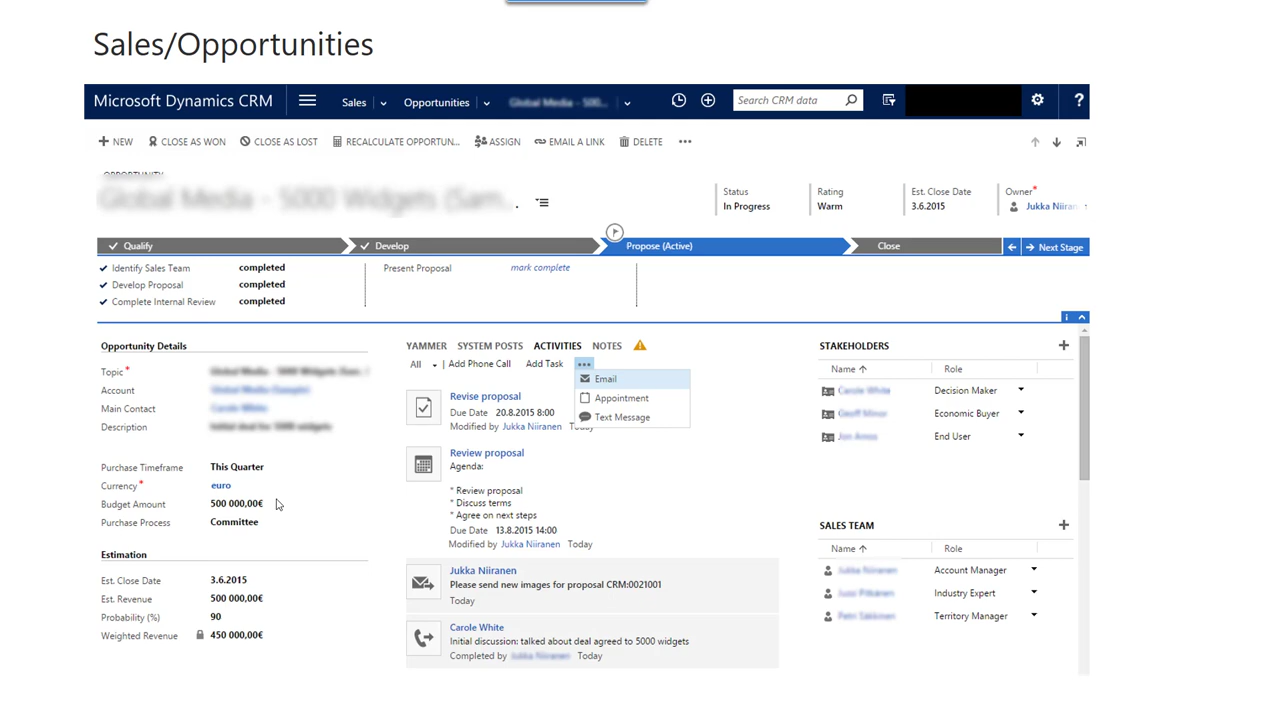 Sales/Opportunities
Microsoft Dynamics CRM Sales Opportunities Search CRM data ?
NEW CLOSE AS WON CLOSE AS LOST RECALCULATE OPPORTUN... ASSIGN EMAIL A LINK DELETE ...
OPPORTUNITY
Status Rating Est. Close Date Owner*
In Progress Warm 3.6.2015 Jukka Niiran
Qualify Develop Propose (Active) Close Next Stage
Identify Sales Team completed Present Proposal mark complete
Develop Proposal completed
Complete Internal Review completed
Opportunity Details
Topic*
Account
Main Contact
Description
Purchase Timeframe This Quarter
Currency* euro
Budget Amount 500 000,00€
Purchase Process Committee
Estimation
Est. Close Date 3.6.2015
Est. Revenue 500 000,00€
Probability (%) 90
Weighted Revenue 450 000,00€
YAMMER SYSTEM POSTS ACTIVITIES NOTES
All | Add Phone Call Add Task ...
Email
Appointment
Text Message
Revise proposal
Due Date 20.8.2015 8:00
Modified by Jukka Niiranen
Review proposal
Agenda:
* Review proposal
* Discuss terms
* Agree on next steps
Due Date 13.8.2015 14:00
Modified by Jukka Niiranen Today
Jukka Niiranen
Please send new images for proposal CRM:0021001
Today
Carole White
Initial discussion: talked about deal agreed to 5000 widgets
Completed by Today
STAKEHOLDERS
Name Role
Decision Maker
Economic Buyer
End User
SALES TEAM
Name Role
Account Manager
Industry Expert
Territory Manager